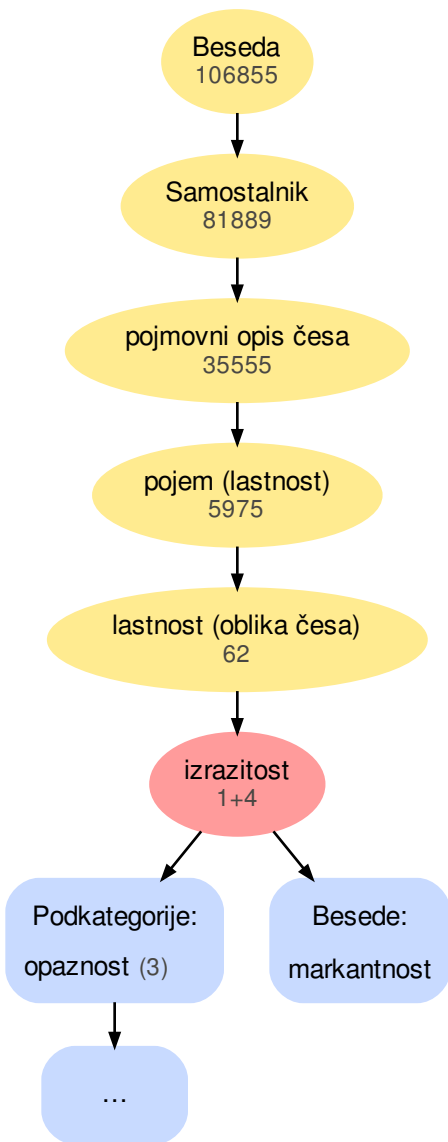 Beseda
106855
Samostalnik
81889
pojmovni opis česa
35555
pojem (lastnost)
5975
lastnost (oblika česa)
62
izrazitost
1+4
Podkategorije:
opaznost (3)
Besede:
markantnost
...